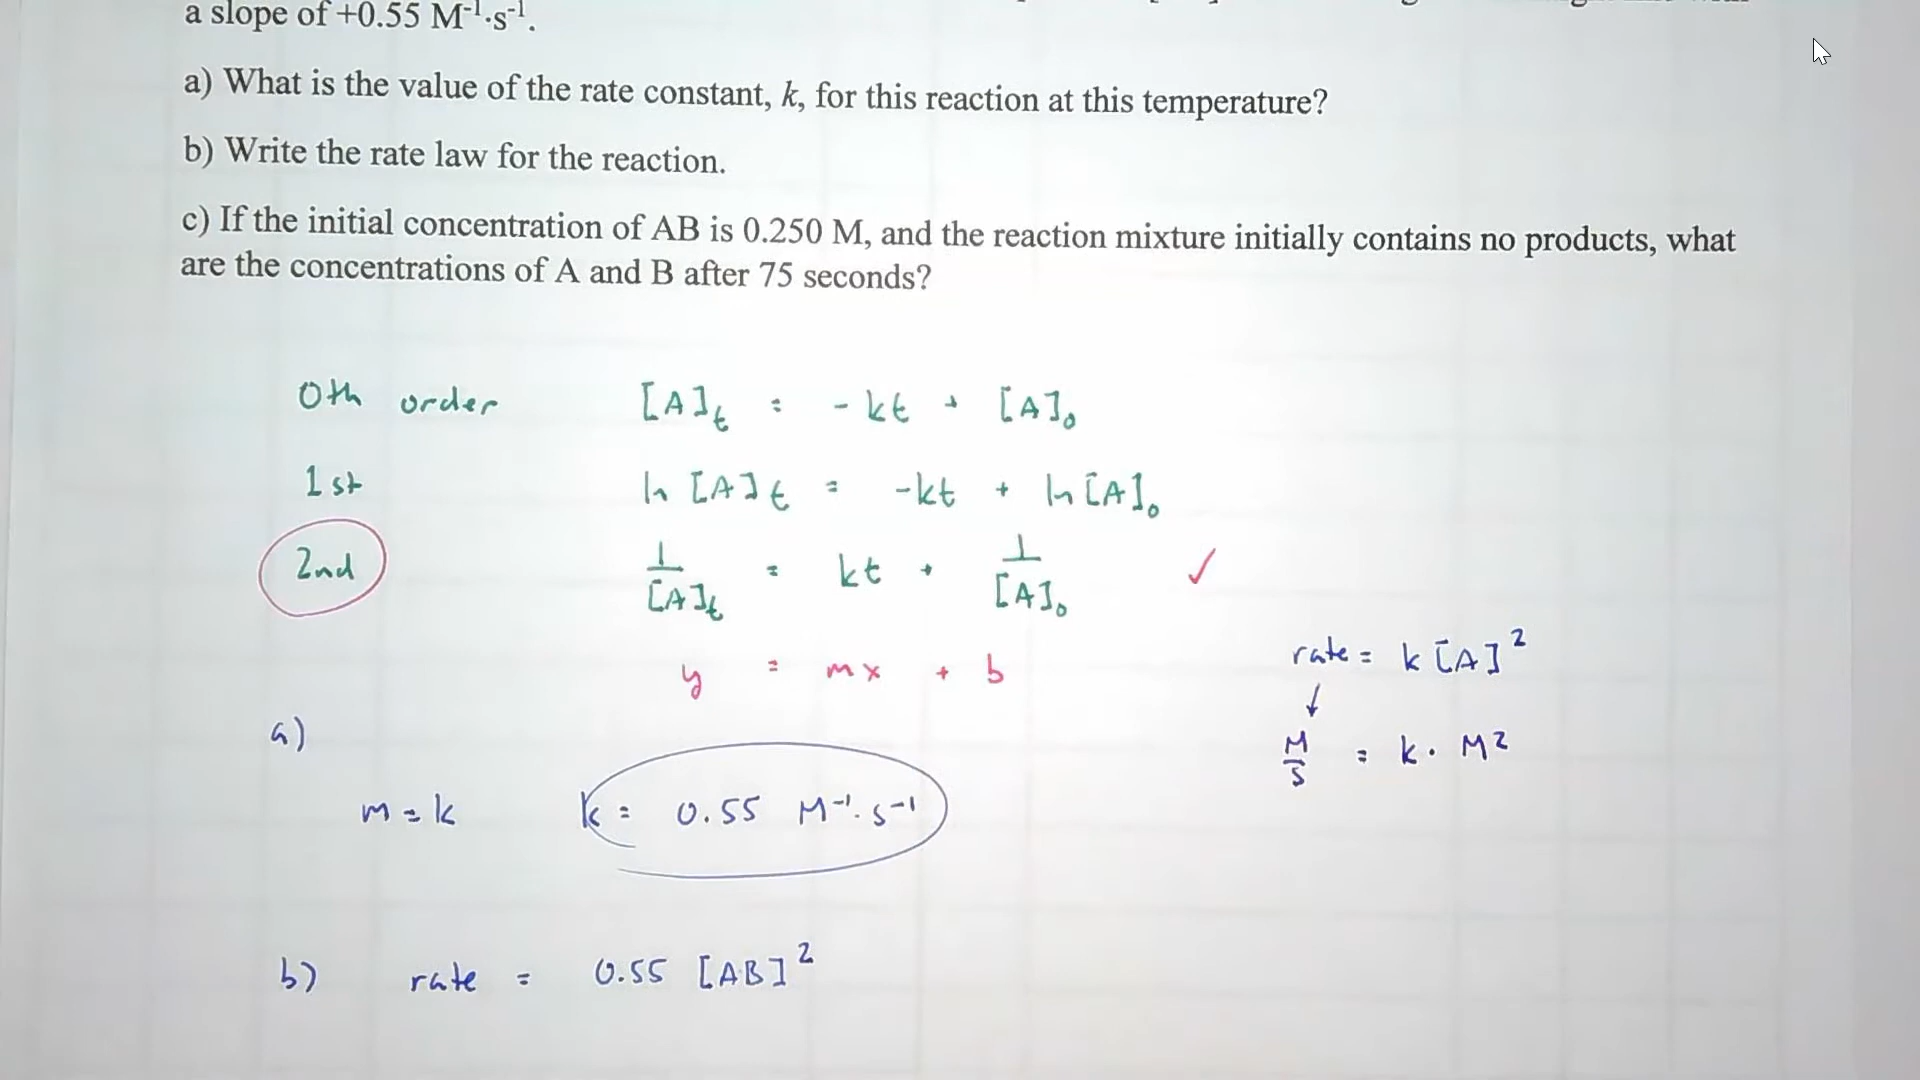 a slope of +0.55 M⁻¹·s⁻¹.
a) What is the value of the rate constant, k, for this reaction at this temperature?
b) Write the rate law for the reaction.
c) If the initial concentration of AB is 0.250 M, and the reaction mixture initially contains no products, what
are the concentrations of A and B after 75 seconds?
0th order [A]ₜ = -kt + [A]₀
1st ln [A]ₜ = -kt + ln [A]₀
2nd 1/[A]ₜ = kt + 1/[A]₀ ✓
y = mx + b
rate = k [A]²
↓
M/s = k · M²
a)
m = k k = 0.55 M⁻¹·s⁻¹
b) rate = 0.55 [AB]²